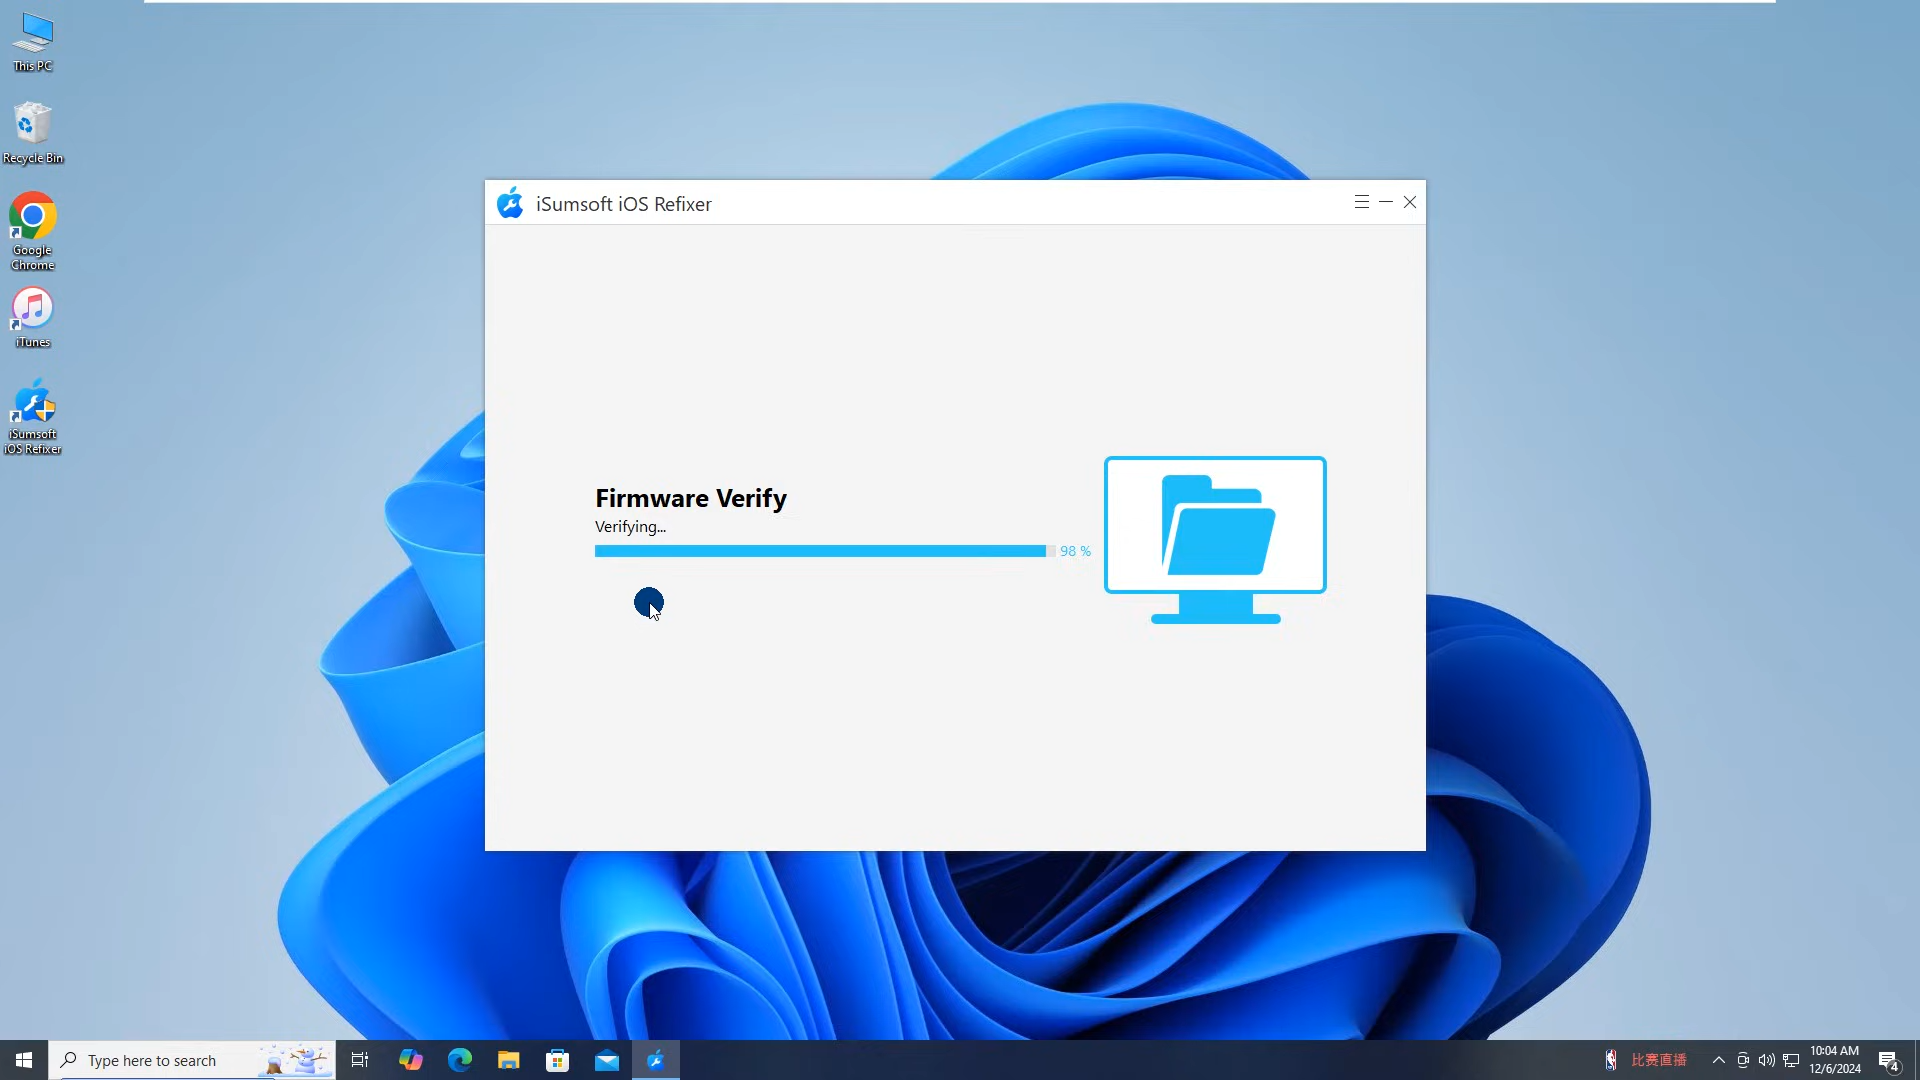 This PC
Recycle Bin
Google
Chrome
iTunes
iSumsoft
iOS Refixer
iSumsoft iOS Refixer
Firmware Verify
Verifying...
98 %
Type here to search
比赛直播
10:04 AM
12/6/2024
4